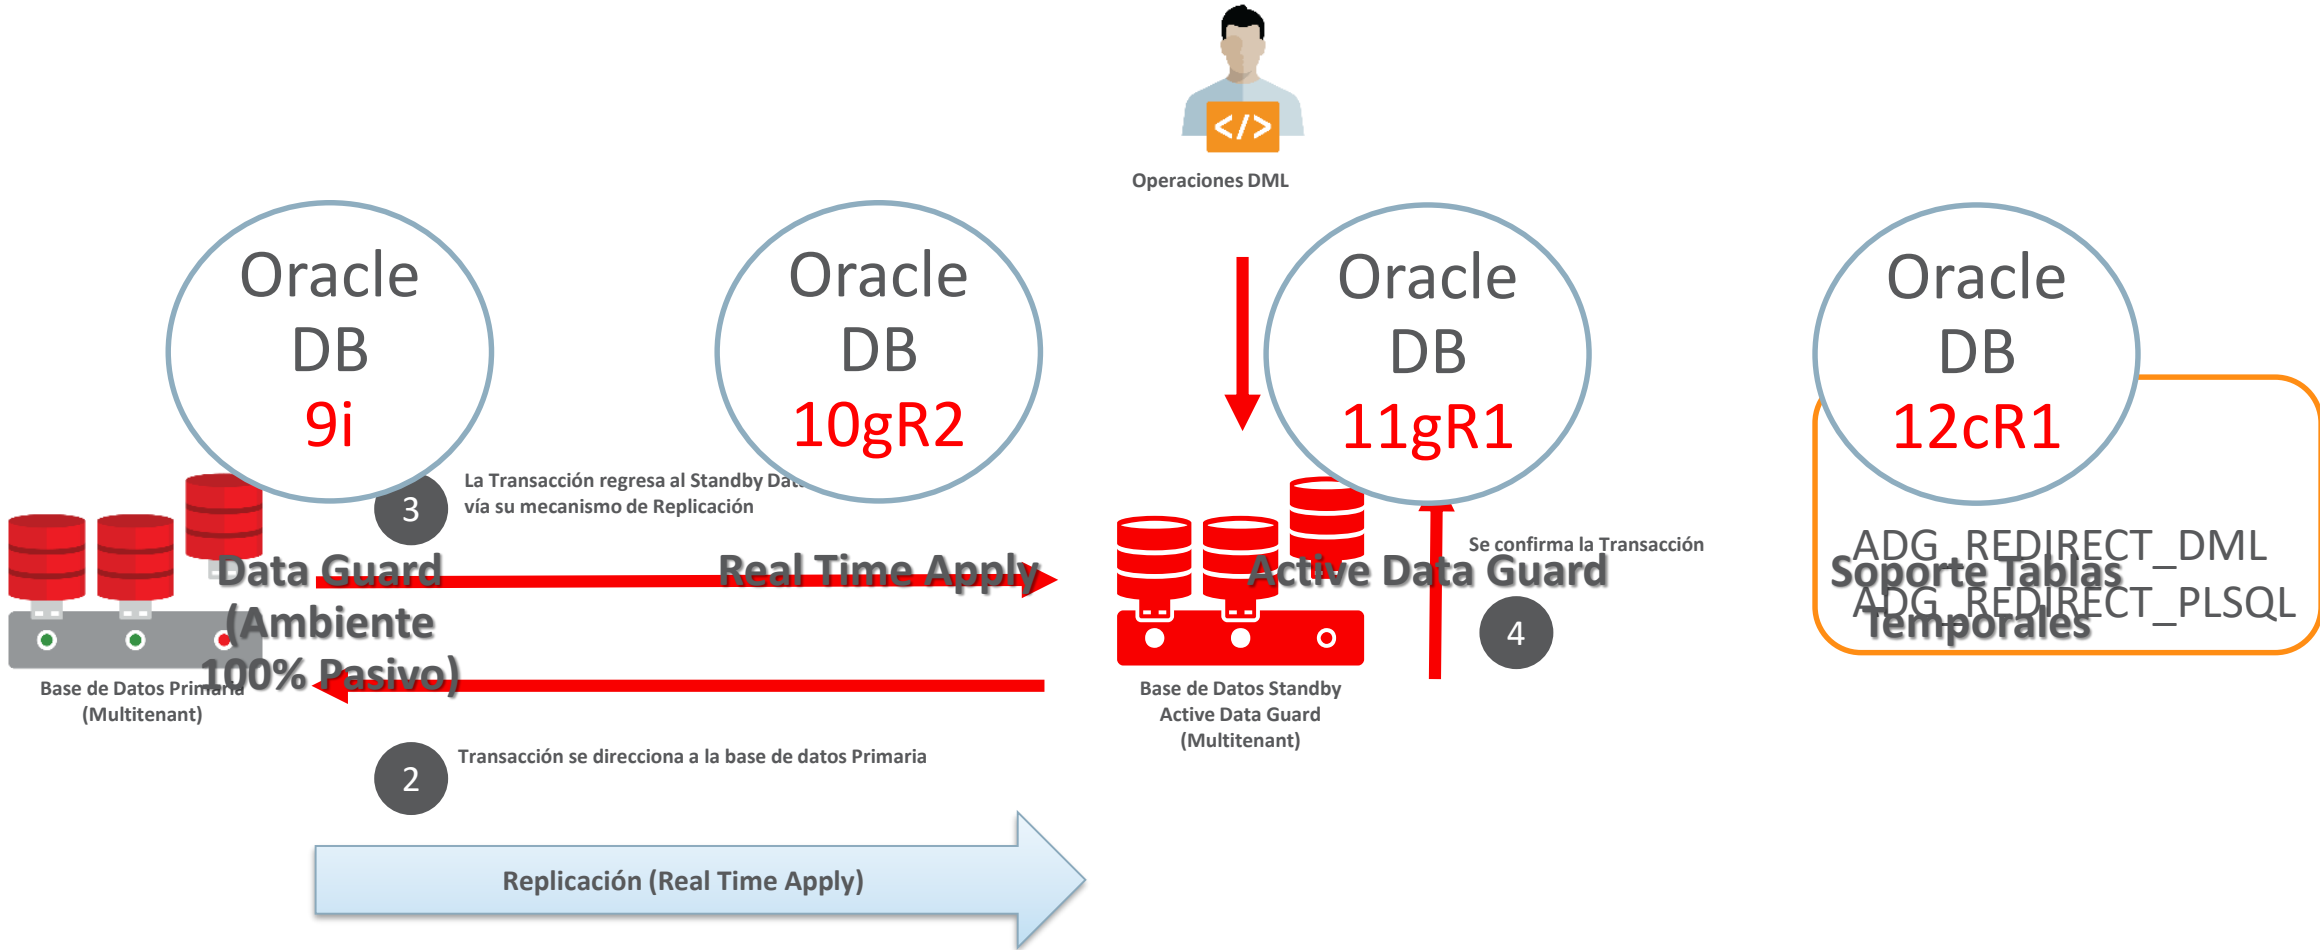 </>
Operaciones DML
Oracle
DB
9i
Oracle
DB
10gR2
Oracle
DB
11gR1
Oracle
DB
12cR1
3
La Transacción regresa al Standby
vía su mecanismo de Replicación
Data Guard
(Ambiente
100% Pasivo)
Real Time Apply
Active Data Guard
Soporte Tablas
Temporales
ADG_REDIRECT_DML
ADG_REDIRECT_PLSQL
Se confirma la Transacción
4
Base de Datos Primaria
(Multitenant)
Base de Datos Standby
Active Data Guard
(Multitenant)
2
Transacción se direcciona a la base de datos Primaria
Replicación (Real Time Apply)